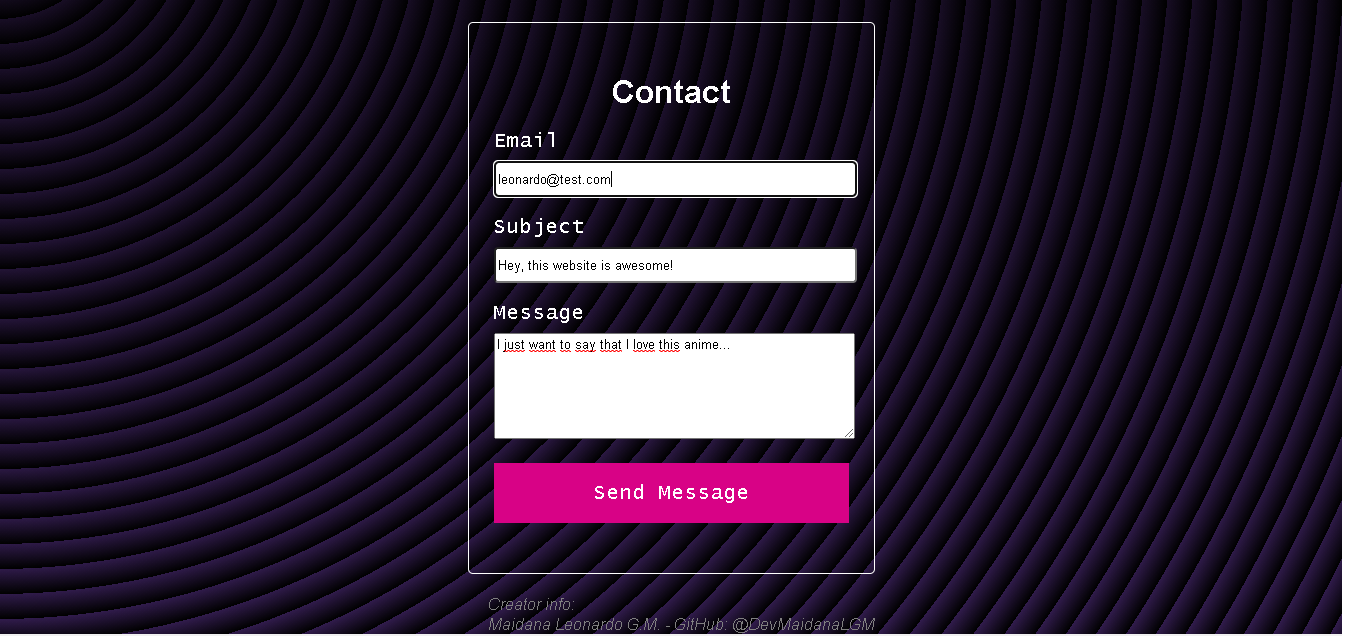 Contact
Email
leonardo@test.com
Subject
Hey, this website is awesome!
Message
I just want to say that I love this anime...
Send Message
Creator info:
Maidana Leonardo G.M. - GitHub: @DevMaidanaLGM